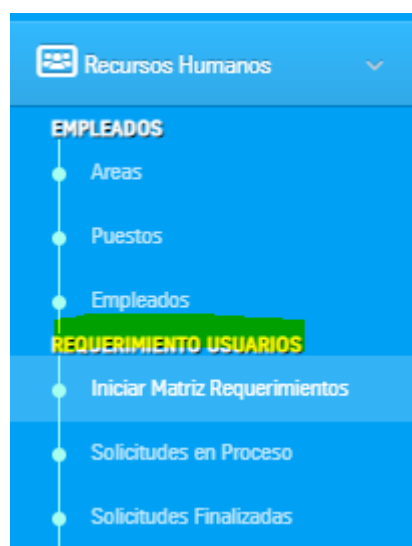 Recursos Humanos
EMPLEADOS
Areas
Puestos
Empleados
REQUERIMIENTO USUARIOS
Iniciar Matriz Requerimientos
Solicitudes en Proceso
Solicitudes Finalizadas